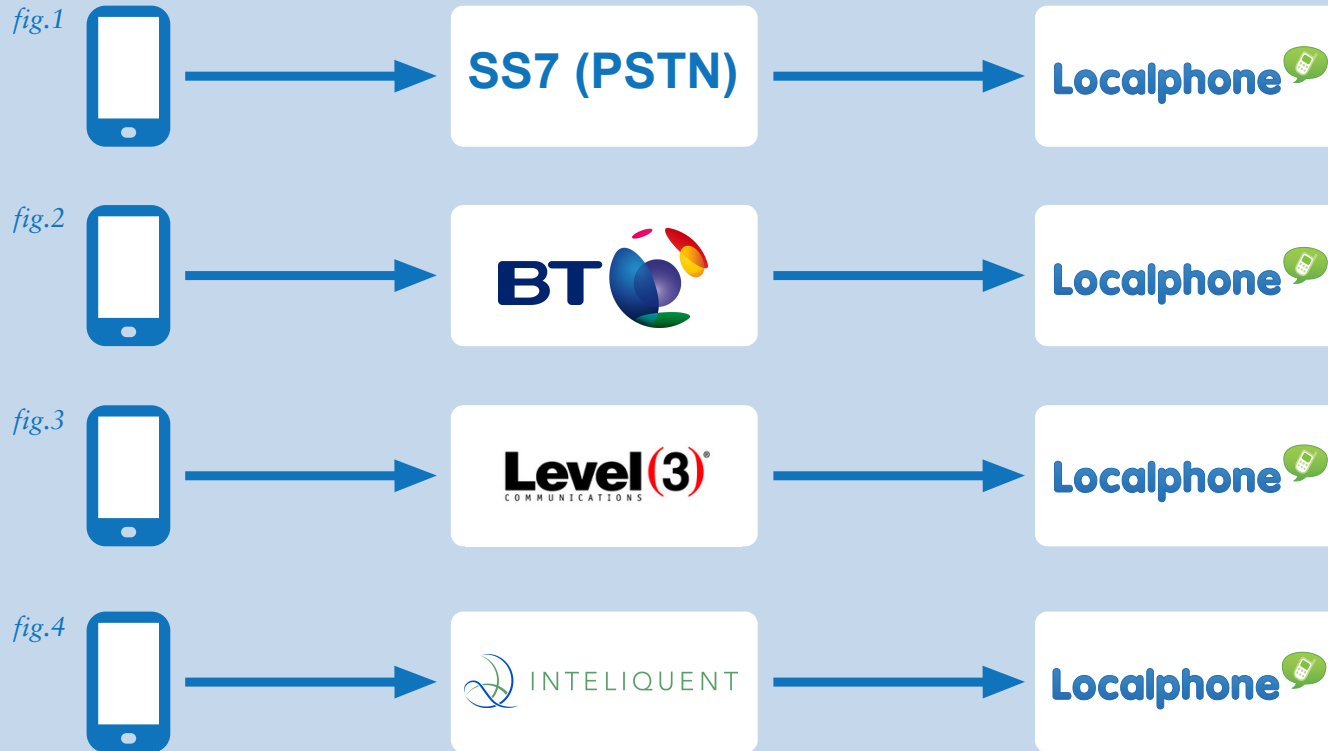 fig.1
SS7 (PSTN)
Localphone
fig.2
BT
Localphone
fig.3
Level(3)®
COMMUNICATIONS
Localphone
fig.4
INTELIQUENT
Localphone